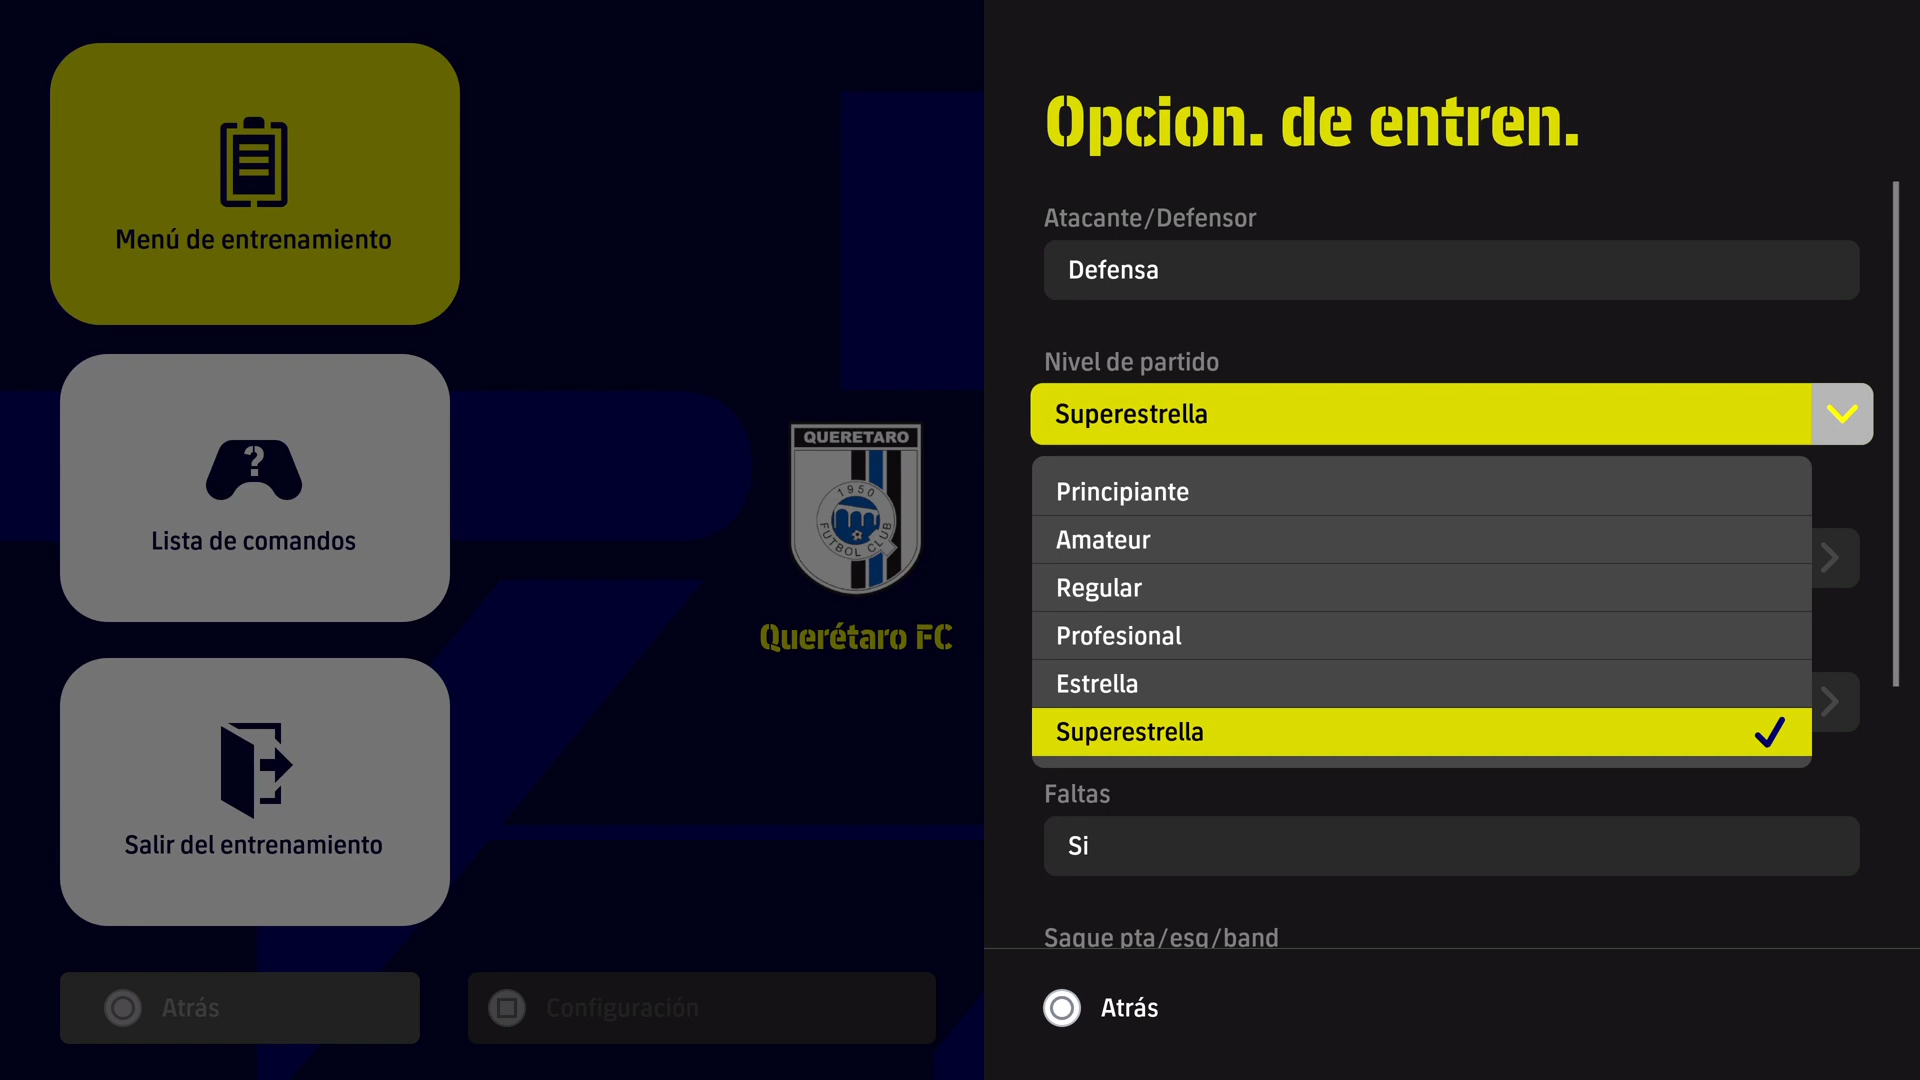 Menú de entrenamiento
Lista de comandos
Salir del entrenamiento
Atrás
Configuración
QUERETARO
1950
FUTBOL CLUB
Querétaro FC
Opcion. de entren.
Atacante/Defensor
Defensa
Nivel de partido
Superestrella
Principiante
Amateur
Regular
Profesional
Estrella
Superestrella
Faltas
Si
Saque pta/esq/band
Atrás